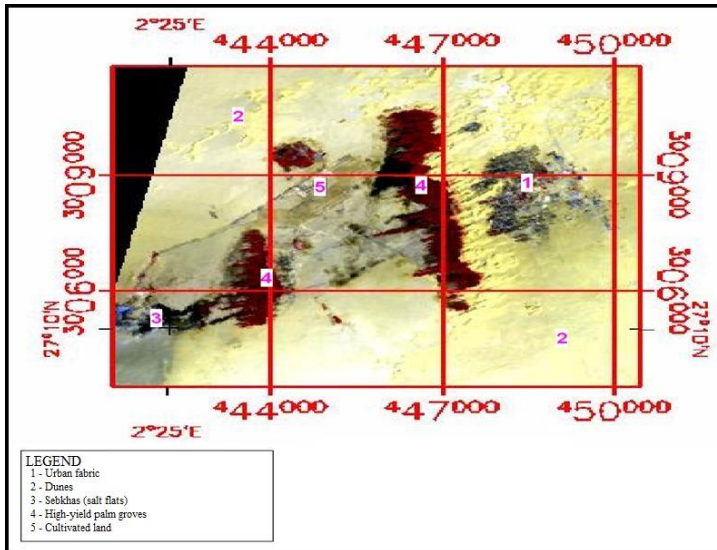 2°25'E
444000 447000 450000
2
3009000
5
4
1
3009000
3006000
4
3006000
27°10'N
3
2
27°10'N
444000 447000 450000
2°25'E
LEGEND
1 - Urban fabric
2 - Dunes
3 - Sebkhas (salt flats)
4 - High-yield palm groves
5 - Cultivated land